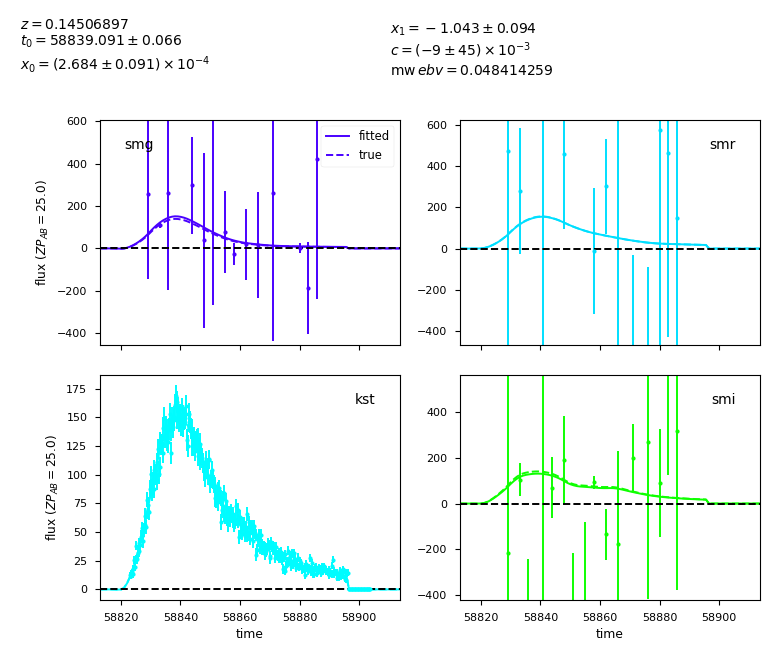 z = 0.14506897
t₀ = 58839.091 ± 0.066
x₀ = (2.684 ± 0.091) × 10⁻⁴
x₁ = −1.043 ± 0.094
c = (−9 ± 45) × 10⁻³
mw ebv = 0.048414259
600
400
200
0
−200
−400
flux (ZP_AB = 25.0)
smg
fitted
true
600
400
200
0
−200
−400
smr
175
150
125
100
75
50
25
0
flux (ZP_AB = 25.0)
kst
58820 58840 58860 58880 58900
time
400
200
0
−200
−400
smi
58820 58840 58860 58880 58900
time